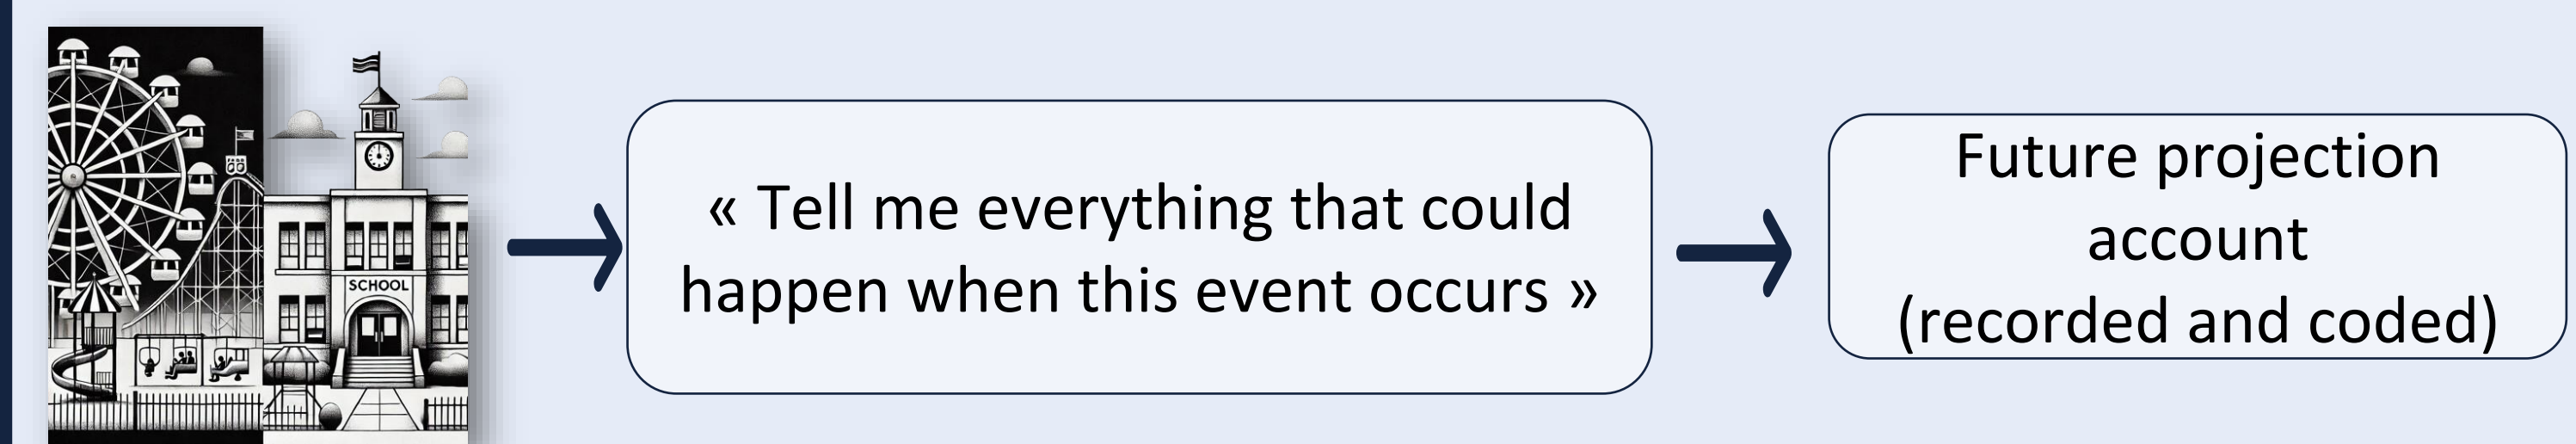 SCHOOL
« Tell me everything that could
happen when this event occurs »
Future projection
account
(recorded and coded)